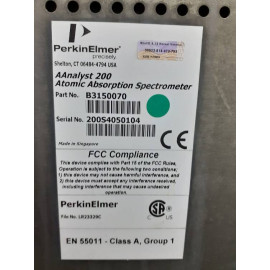 PerkinElmer
precisely
Shelton, CT 06484-4794 USA
AAnalyst 200
Atomic Absorption Spectrometer
Part No. B3150070
Serial No. 200S4050104
Made in Singapore
FCC Compliance
This device complies with Part 15 of the FCC Rules.
Operation is subject to the following two conditions;
1) this device may not cause harmful interference, and
2) this device must accept any interference received,
including interference that may cause undesired
operation.
PerkinElmer
File No. LR23329C
EN 55011 - Class A, Group 1